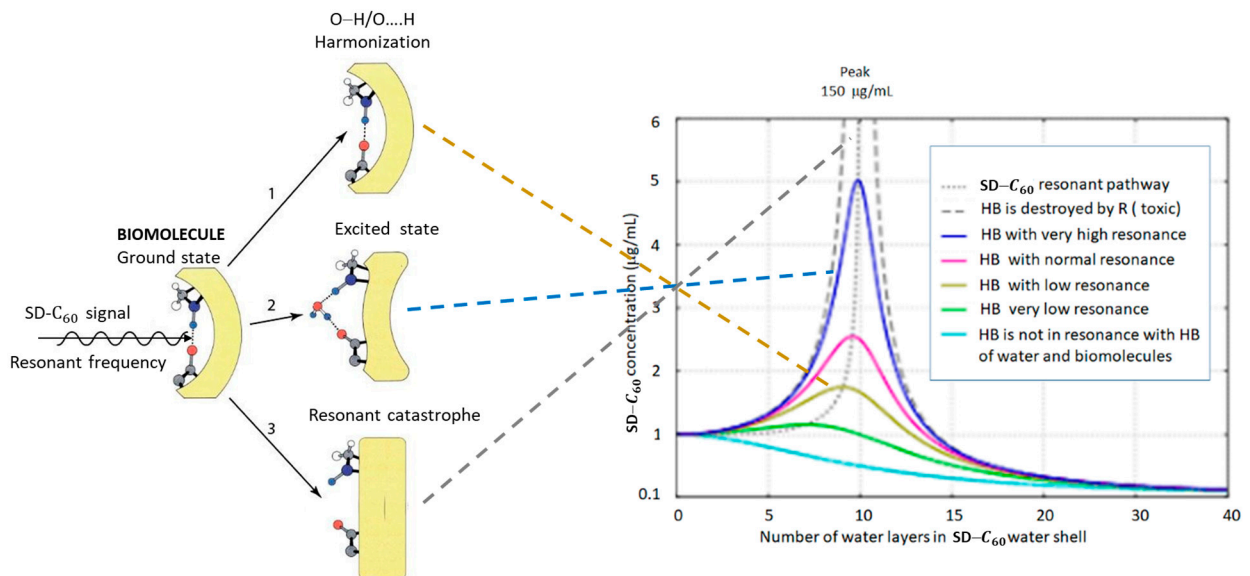 O–H/O....H
Harmonization
1
BIOMOLECULE
Ground state
SD-C60 signal
Resonant frequency
Excited state
2
Resonant catastrophe
3
Peak
150 µg/mL
SD–C60 concentration (µg/mL)
6
5
4
3
2
1
0.1
0
5
10
15
20
30
40
Number of water layers in SD–C60 water shell
SD–C60 resonant pathway
HB is destroyed by R ( toxic)
HB with very high resonance
HB with normal resonance
HB with low resonance
HB very low resonance
HB is not in resonance with HB
of water and biomolecules